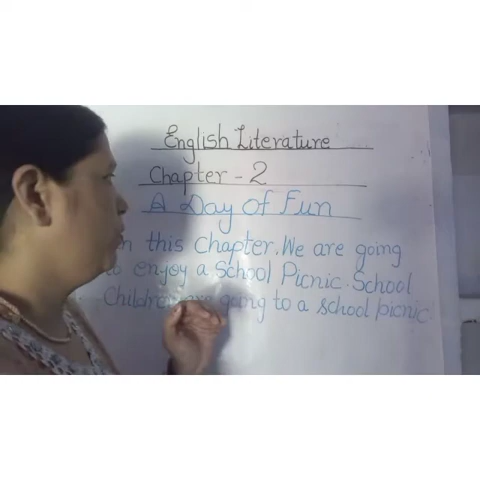 English Literature
Chapter - 2
A Day of Fun
n this Chapter. We are going
to enjoy a School Picnic. School
Children are going to a school picnic.